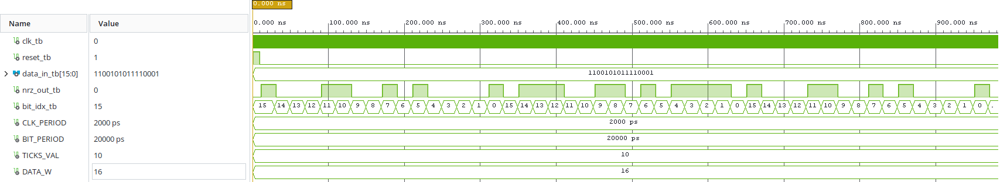 0.000 ns
Name Value 0.000 ns 100.000 ns 200.000 ns 300.000 ns 400.000 ns 500.000 ns 600.000 ns 700.000 ns 800.000 ns 900.000 ns
clk_tb 0
reset_tb 1
data_in_tb[15:0] 1100101011110001 1100101011110001
nrz_out_tb 0
bit_idx_tb 15 15 14 13 12 11 10 9 8 7 6 5 4 3 2 1 0 15 14 13 12 11 10 9 8 7 6 5 4 3 2 1 0 15 14 13 12 11 10 9 8 7 6 5 4 3 2 1 0 .
CLK_PERIOD 2000 ps 2000 ps
BIT_PERIOD 20000 ps 20000 ps
TICKS_VAL 10 10
DATA_W 16 16